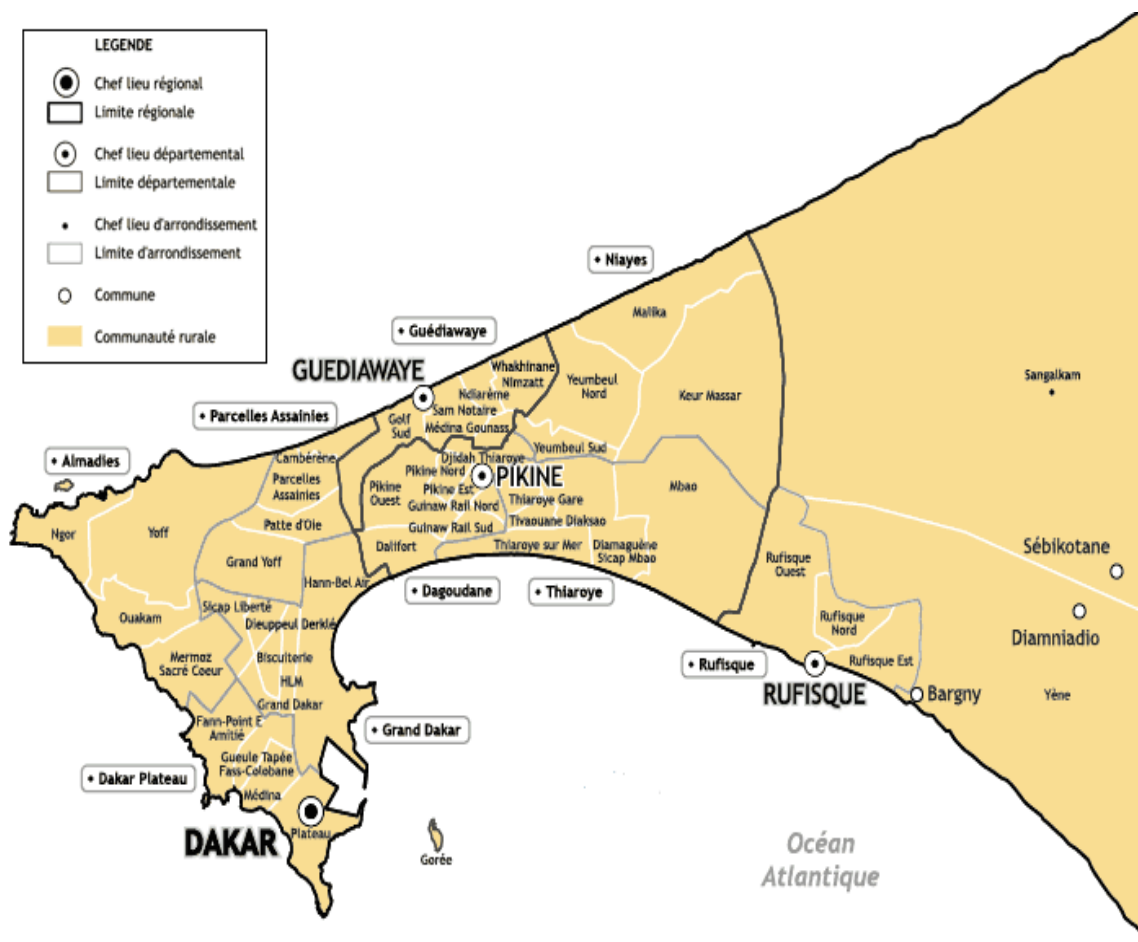 LEGENDE
Chef lieu régional
Limite régionale
Chef lieu départemental
Limite départementale
Chef lieu d'arrondissement
Limite d'arrondissement
Commune
Communauté rurale
Niayes
Malika
Guédiawaye
GUEDIAWAYE
Whakhinane
Nimzatt
Yeumbeul
Nord
Keur Massar
Sangalkam
Ndiarème
Sam Notaire
Golf
Sud
Médina Gounass
Parcelles Assainies
Almadies
Cambérène
Parcelles
Assainies
Djidah Thiaroye
Yeumbeul Sud
Pikine Nord
PIKINE
Pikine
Ouest
Pikine Est
Guinaw Rail Nord
Thiaroye Gare
Mbao
Ngor
Yoff
Patte d'Oie
Guinaw Rail Sud
Tivaouane Diaksao
Dalifort
Thiaroye sur Mer
Diamaguène
Sicap Mbao
Rufisque
Ouest
Sébikotane
Grand Yoff
Hann-Bel Air
Dagoudane
Thiaroye
Ouakam
Sicap Liberté
Dieuppeul Derklé
Rufisque
Nord
Diamniadio
Mermoz
Sacré Coeur
Biscuiterie
HLM
Grand Dakar
Rufisque
Rufisque Est
RUFISQUE
Bargny
Yène
Fann-Point E
Amitié
Grand Dakar
Gueule Tapée
Fass-Colobane
Dakar Plateau
Médina
DAKAR
Plateau
Gorée
Océan
Atlantique